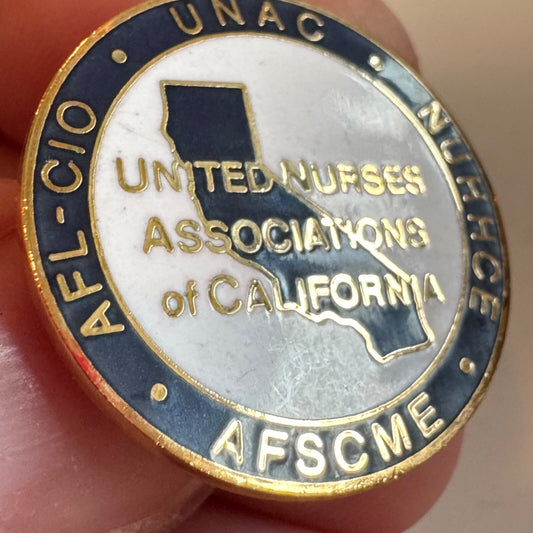 UNAC
NUHHCE
AFSCME
AFL-CIO
UNITED NURSES
ASSOCIATIONS
of CALIFORNIA